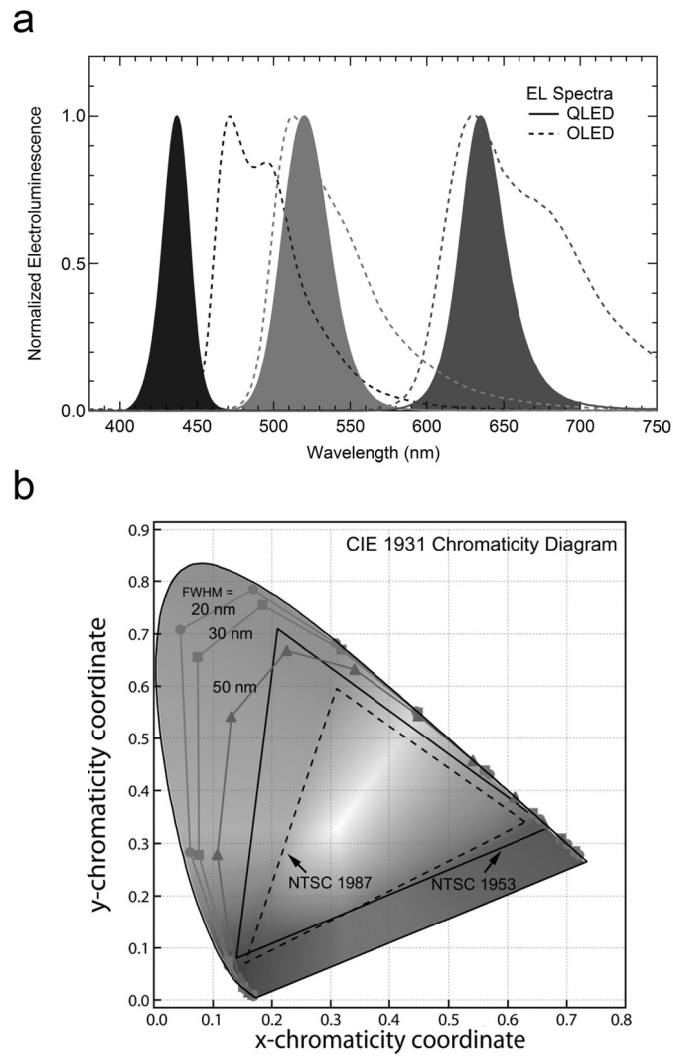 a
EL Spectra
QLED
OLED
Normalized Electroluminescence
1.0
0.5
0.0
400 450 500 550 600 650 700 750
Wavelength (nm)
b
CIE 1931 Chromaticity Diagram
FWHM =
20 nm
30 nm
50 nm
NTSC 1987
NTSC 1953
y-chromaticity coordinate
0.9
0.8
0.7
0.6
0.5
0.4
0.3
0.2
0.1
0.0
0.0 0.1 0.2 0.3 0.4 0.5 0.6 0.7 0.8
x-chromaticity coordinate